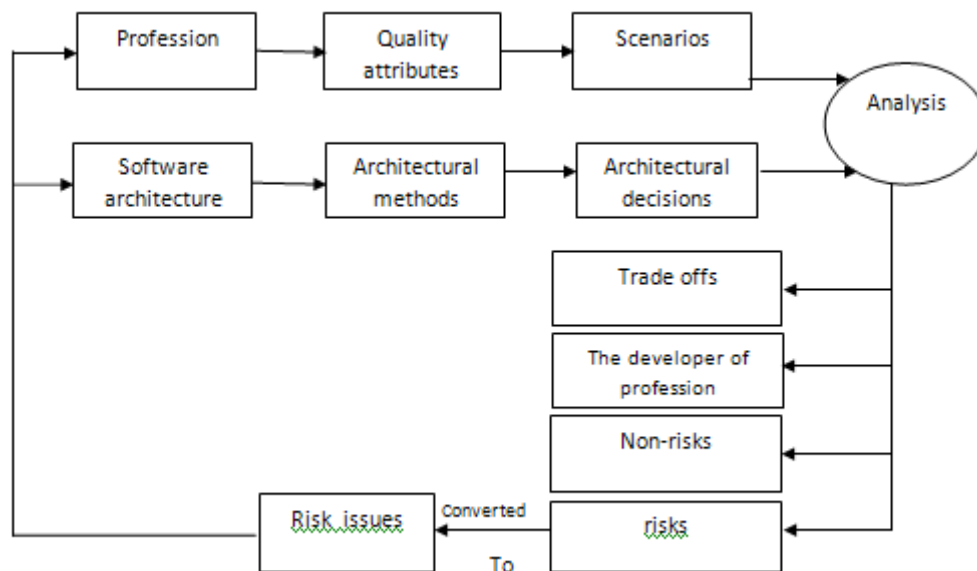 Profession
Quality
attributes
Scenarios
Analysis
Software
architecture
Architectural
methods
Architectural
decisions
Trade offs
The developer of
profession
Non-risks
risks
Converted
To
Risk issues